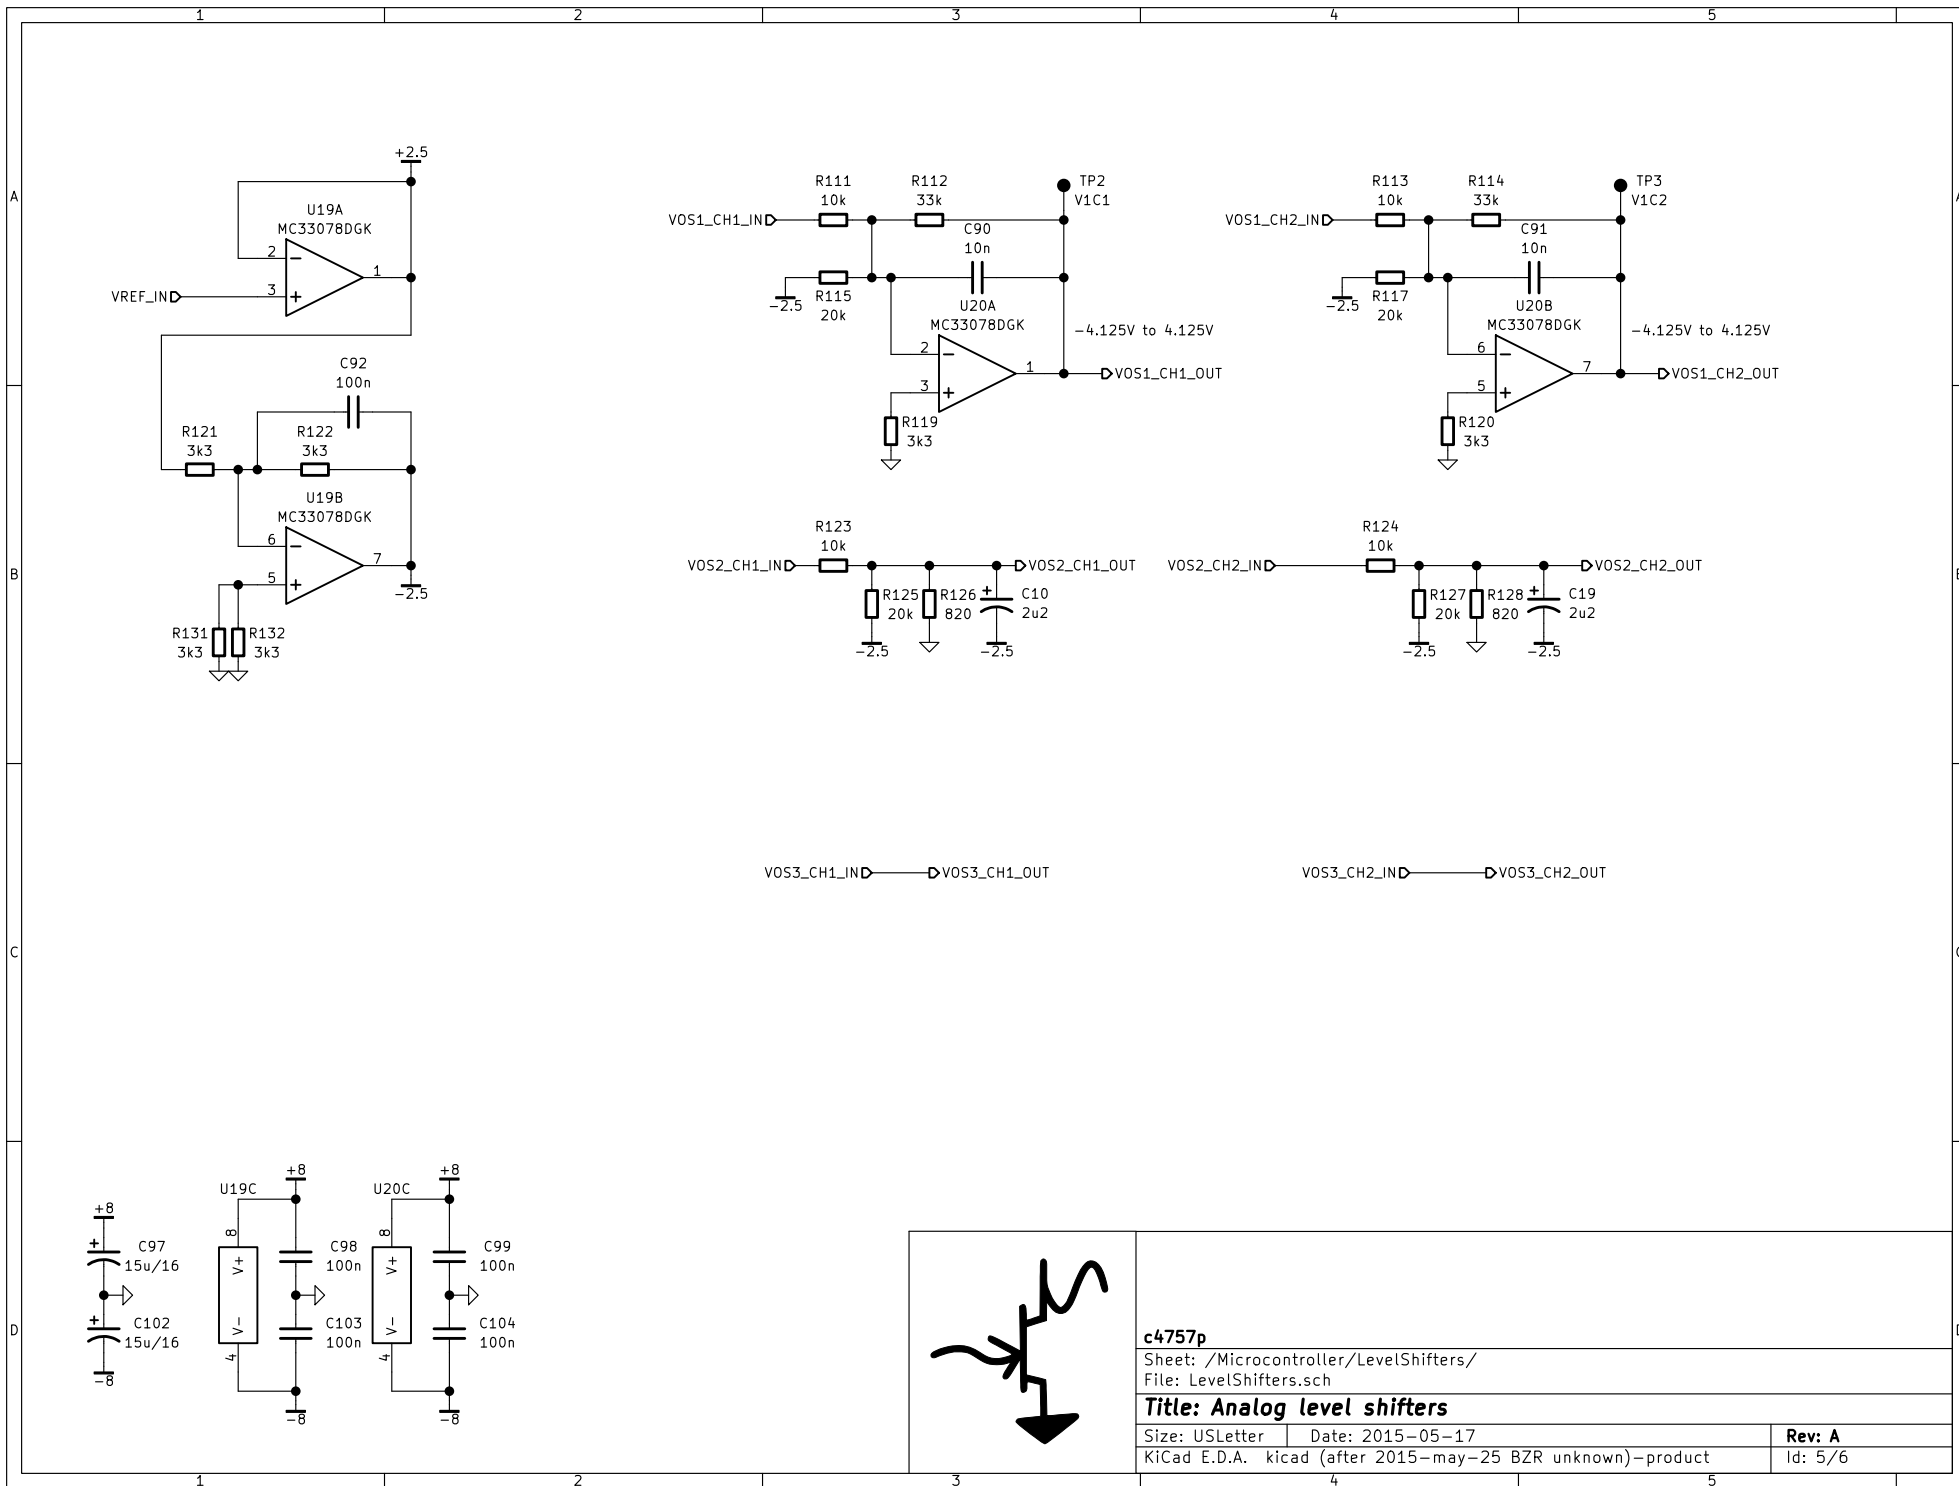 1 2 3 4 5
A
B
C
D
+2.5
U19A
MC33078DGK
2
1
3
VREF_IN
C92
100n
R121
3k3
R122
3k3
U19B
MC33078DGK
6
7
5
-2.5
R131
3k3
R132
3k3
R111
10k
R112
33k
TP2
V1C1
VOS1_CH1_IN
C90
10n
-2.5
R115
20k
U20A
MC33078DGK
-4.125V to 4.125V
2
1
3
VOS1_CH1_OUT
R119
3k3
R113
10k
R114
33k
TP3
V1C2
VOS1_CH2_IN
C91
10n
-2.5
R117
20k
U20B
MC33078DGK
-4.125V to 4.125V
6
7
5
VOS1_CH2_OUT
R120
3k3
R123
10k
VOS2_CH1_IN
VOS2_CH1_OUT
R125
20k
R126
820
+
C10
2u2
-2.5
-2.5
R124
10k
VOS2_CH2_IN
VOS2_CH2_OUT
R127
20k
R128
820
+
C19
2u2
-2.5
-2.5
VOS3_CH1_IN
VOS3_CH1_OUT
VOS3_CH2_IN
VOS3_CH2_OUT
+8
+
C97
15u/16
+
C102
15u/16
-8
U19C
+8
8
V+
V-
4
C98
100n
C103
100n
-8
U20C
+8
8
V+
V-
4
C99
100n
C104
100n
-8
c4757p
Sheet: /Microcontroller/LevelShifters/
File: LevelShifters.sch
Title: Analog level shifters
Size: USLetter Date: 2015-05-17 Rev: A
KiCad E.D.A. kicad (after 2015-may-25 BZR unknown)-product Id: 5/6
1 2 3 4 5